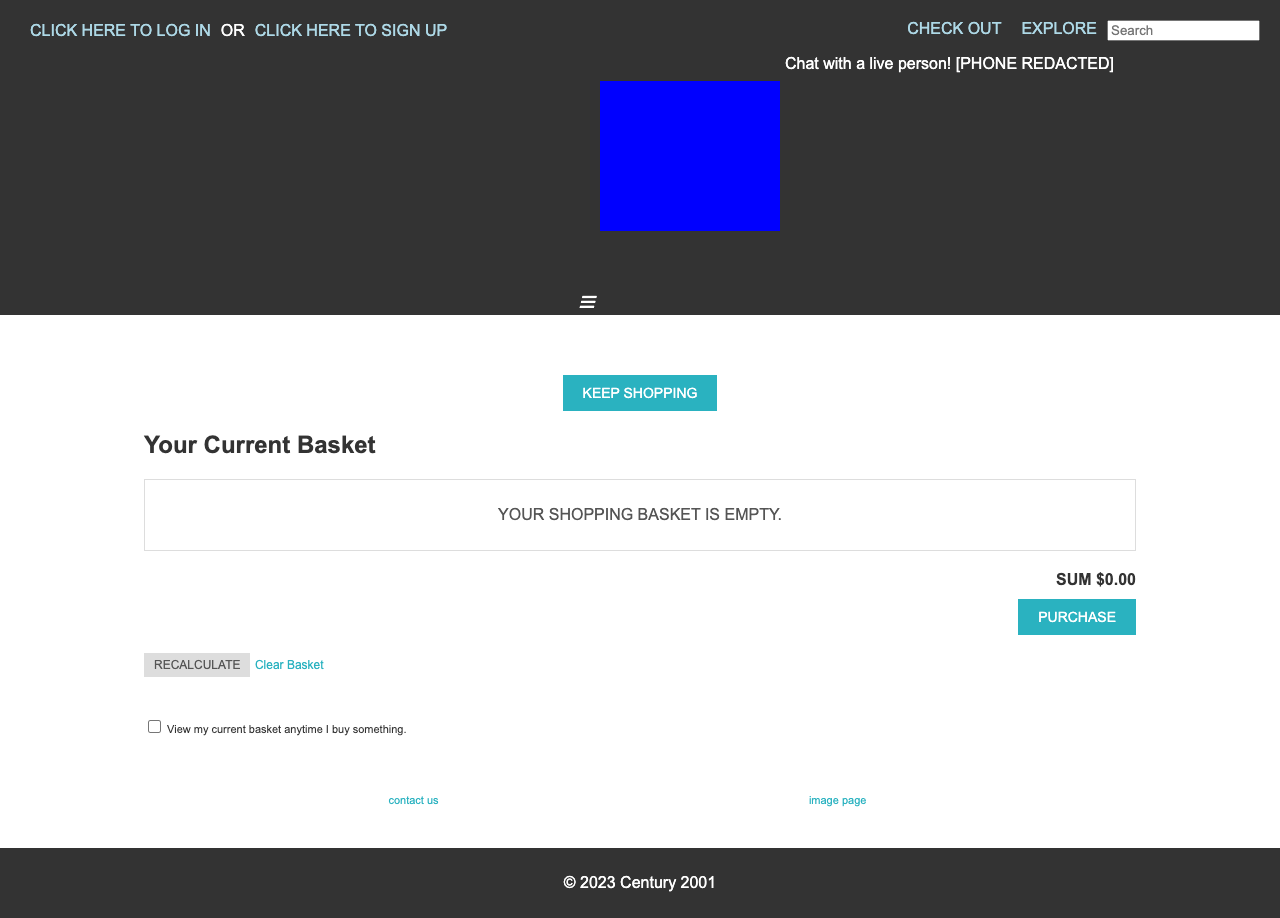 CLICK HERE TO LOG IN OR CLICK HERE TO SIGN UP
CHECK OUT EXPLORE Search
Chat with a live person! [PHONE REDACTED]
☰
KEEP SHOPPING
Your Current Basket
YOUR SHOPPING BASKET IS EMPTY.
SUM $0.00
PURCHASE
RECALCULATE Clear Basket
View my current basket anytime I buy something.
contact us image page
© 2023 Century 2001